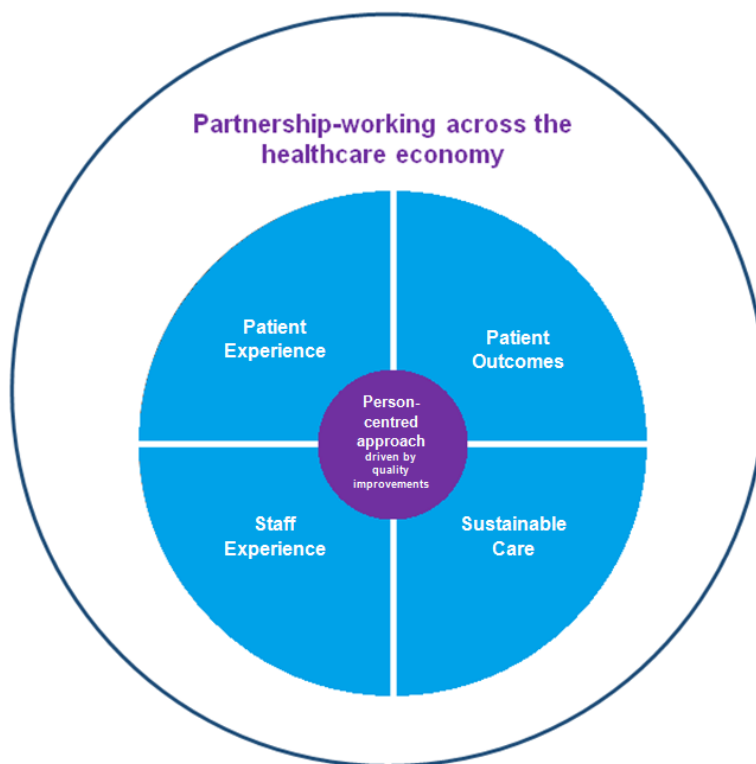 Partnership-working across the
healthcare economy
Patient
Experience
Patient
Outcomes
Person-
centred
approach
driven by
quality
improvements
Staff
Experience
Sustainable
Care